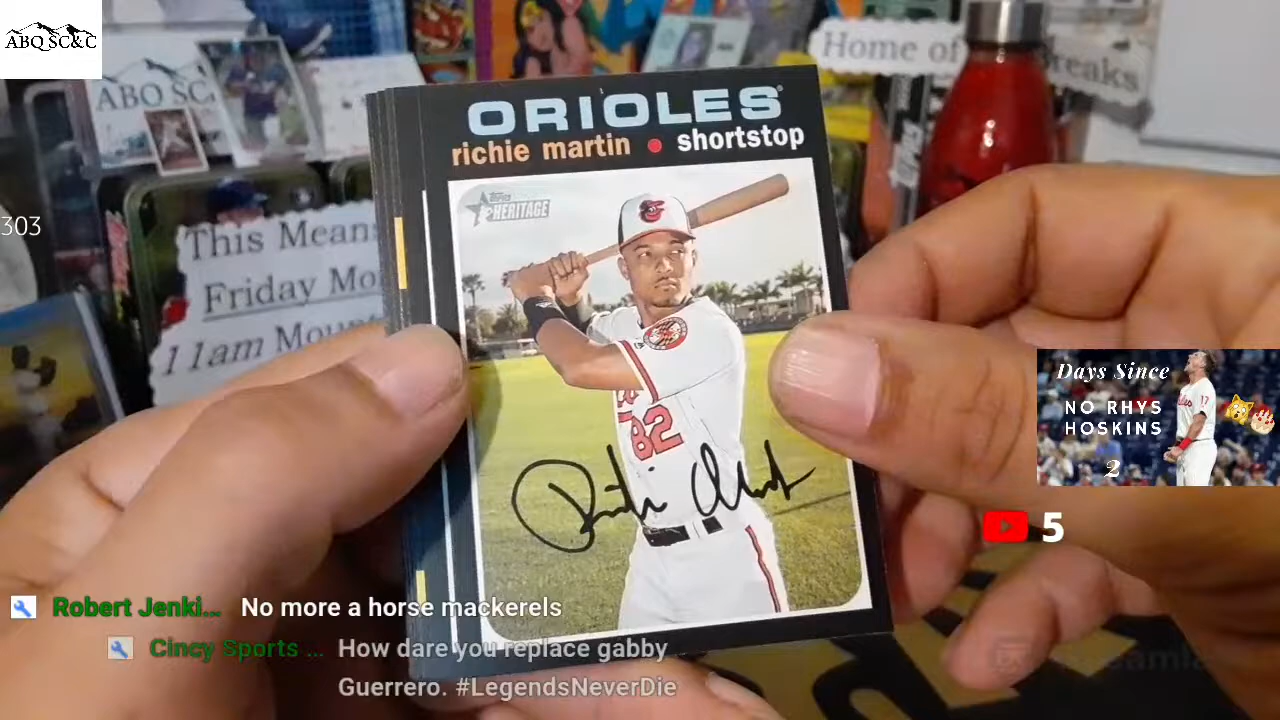 ABQ SC&C
ABQ SC
Home of
reaks
ORIOLES
richie martin • shortstop
Topps
HERITAGE
303
This Means
Friday Mo
11am Mount
82
Days Since
NO RHYS
HOSKINS
2
17
5
Robert Jenki... No more a horse mackerels
Cincy Sports ... How dare you replace gabby
Guerrero. #LegendsNeverDie